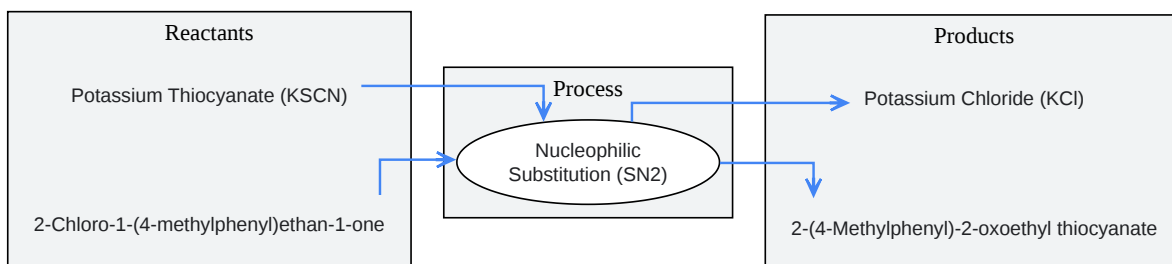 Reactants
Potassium Thiocyanate (KSCN)
2-Chloro-1-(4-methylphenyl)ethan-1-one
Process
Nucleophilic
Substitution (SN2)
Products
Potassium Chloride (KCl)
2-(4-Methylphenyl)-2-oxoethyl thiocyanate